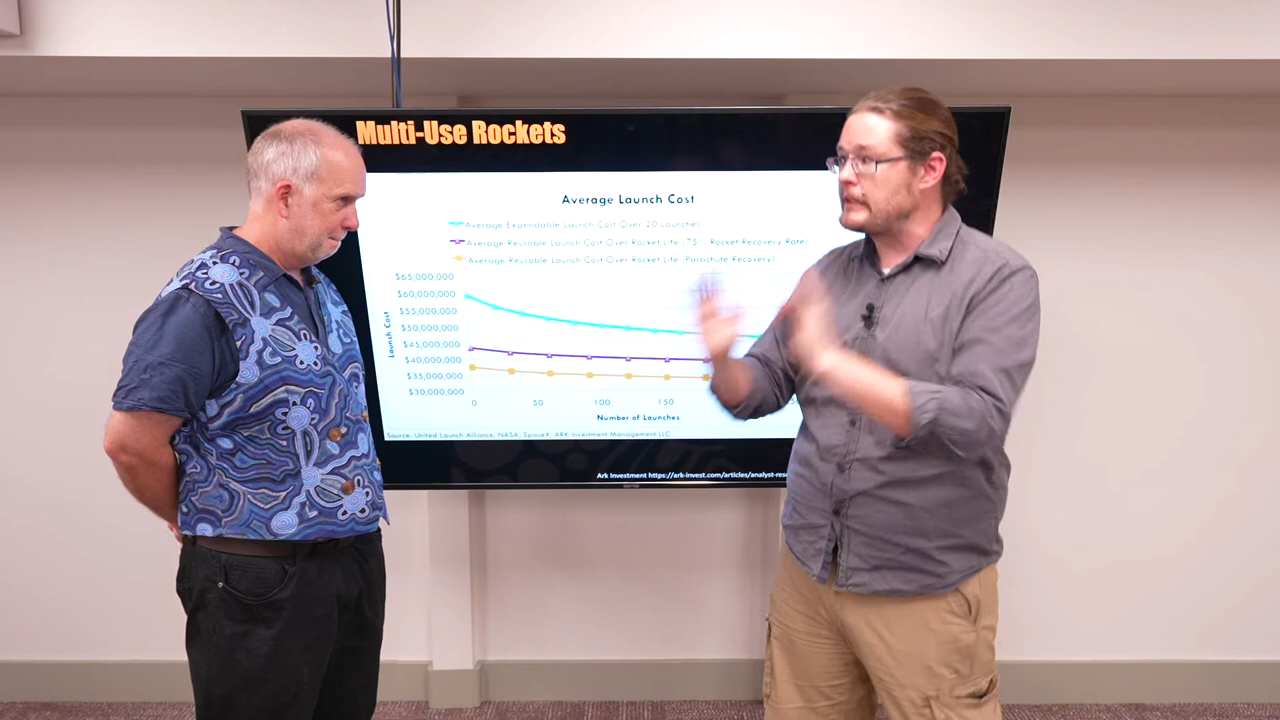 Multi-Use Rockets
Average Launch Cost
Average Expendable Launch Cost Over 20 Launches
Average Reusable Launch Cost Over Rocket Life (75% Rocket Recovery Rate)
Average Reusable Launch Cost Over Rocket Life (Parachute Recovery)
$65,000,000
$60,000,000
$55,000,000
$50,000,000
$45,000,000
$40,000,000
$35,000,000
$30,000,000
Launch Cost
0 50 100 150
Number of Launches
Source: United Launch Alliance, NASA, SpaceX, ARK Investment Management LLC
Ark Investment https://ark-invest.com/articles/analyst-res